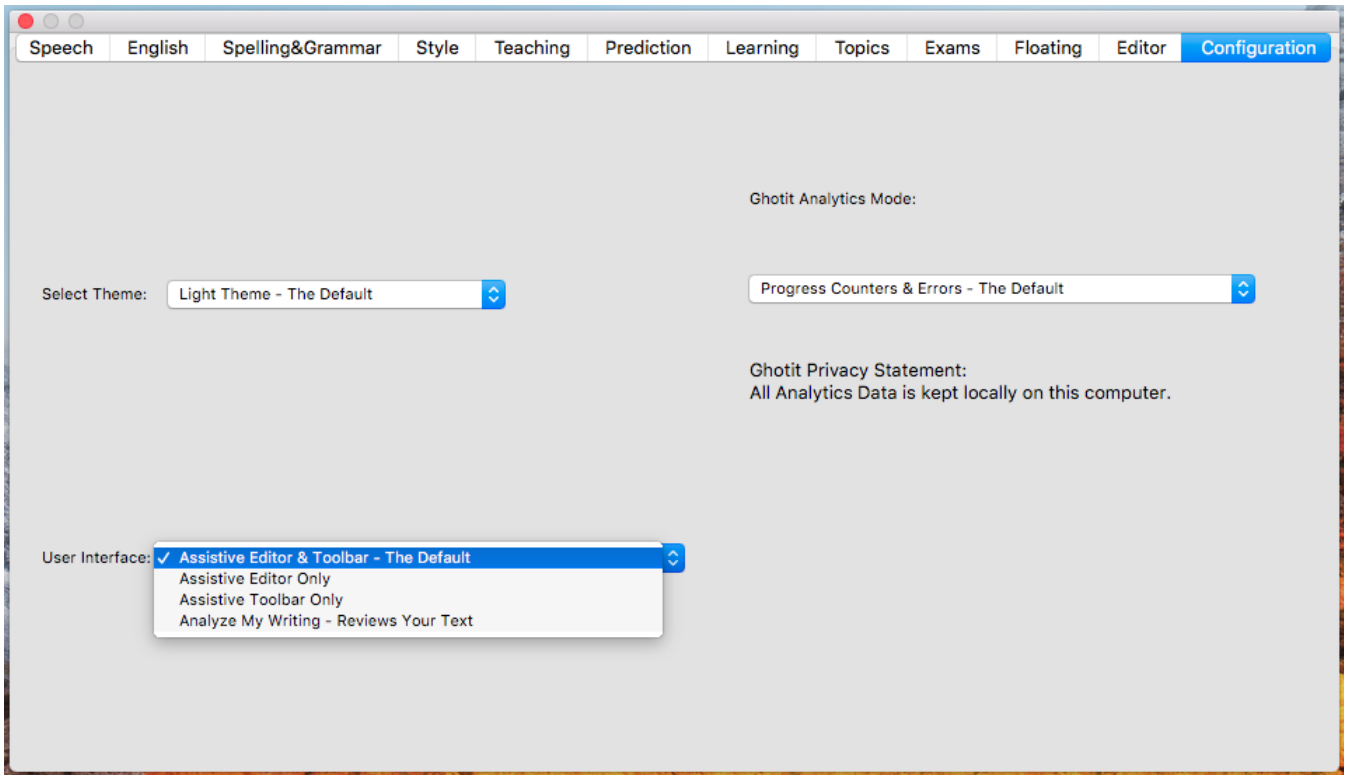 Speech English Spelling&Grammar Style Teaching Prediction Learning Topics Exams Floating Editor Configuration
Ghotit Analytics Mode:
Select Theme: Light Theme - The Default
Progress Counters & Errors - The Default
Ghotit Privacy Statement:
All Analytics Data is kept locally on this computer.
User Interface: ✓ Assistive Editor & Toolbar - The Default
Assistive Editor Only
Assistive Toolbar Only
Analyze My Writing - Reviews Your Text